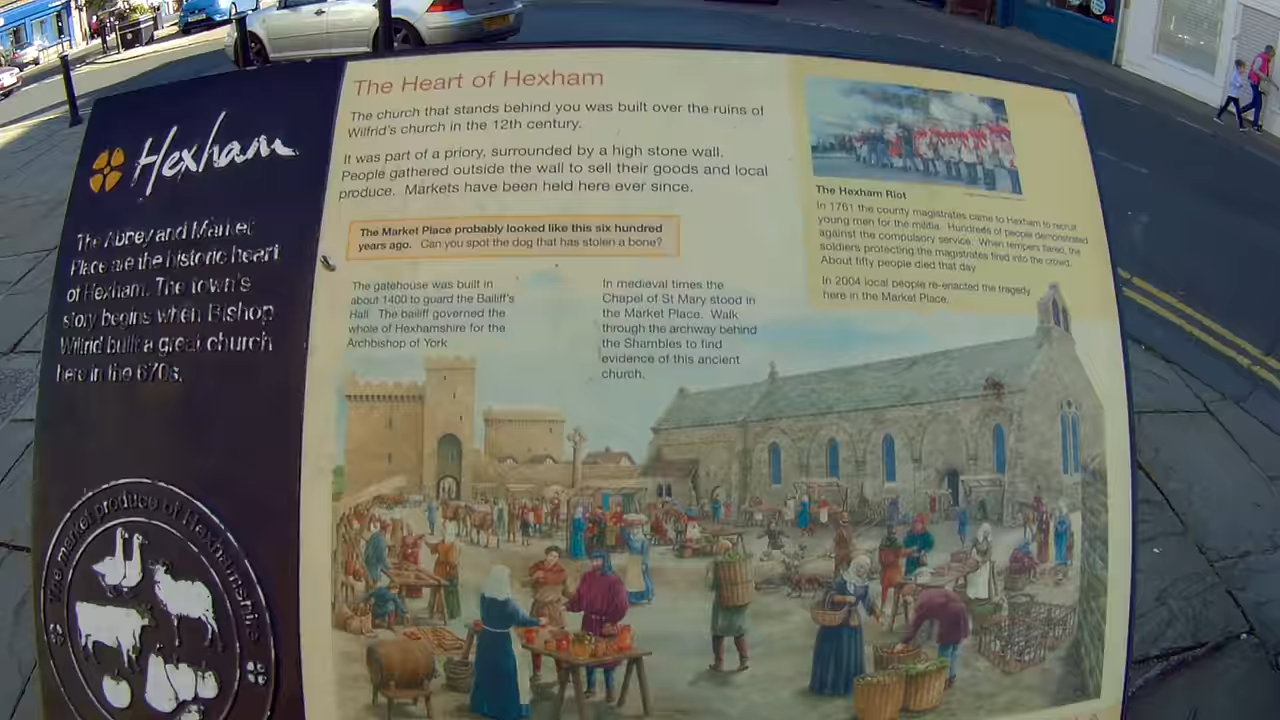 Hexham
The Abbey and Market
Place are the historic heart
of Hexham. The town's
story begins when Bishop
Wilfrid built a great church
here in the 670s.
The market produce of Hexhamshire
The Heart of Hexham
The church that stands behind you was built over the ruins of
Wilfrid's church in the 12th century.
It was part of a priory, surrounded by a high stone wall.
People gathered outside the wall to sell their goods and local
produce. Markets have been held here ever since.
The Market Place probably looked like this six hundred
years ago. Can you spot the dog that has stolen a bone?
The gatehouse was built in
about 1400 to guard the Bailiff's
Hall. The bailiff governed the
whole of Hexhamshire for the
Archbishop of York
In medieval times the
Chapel of St Mary stood in
the Market Place. Walk
through the archway behind
the Shambles to find
evidence of this ancient
church.
The Hexham Riot
In 1761 the county magistrates came to Hexham to recruit
young men for the militia. Hundreds of people demonstrated
against the compulsory service. When tempers flared, the
soldiers protecting the magistrates fired into the crowd.
About fifty people died that day
In 2004 local people re-enacted the tragedy
here in the Market Place.